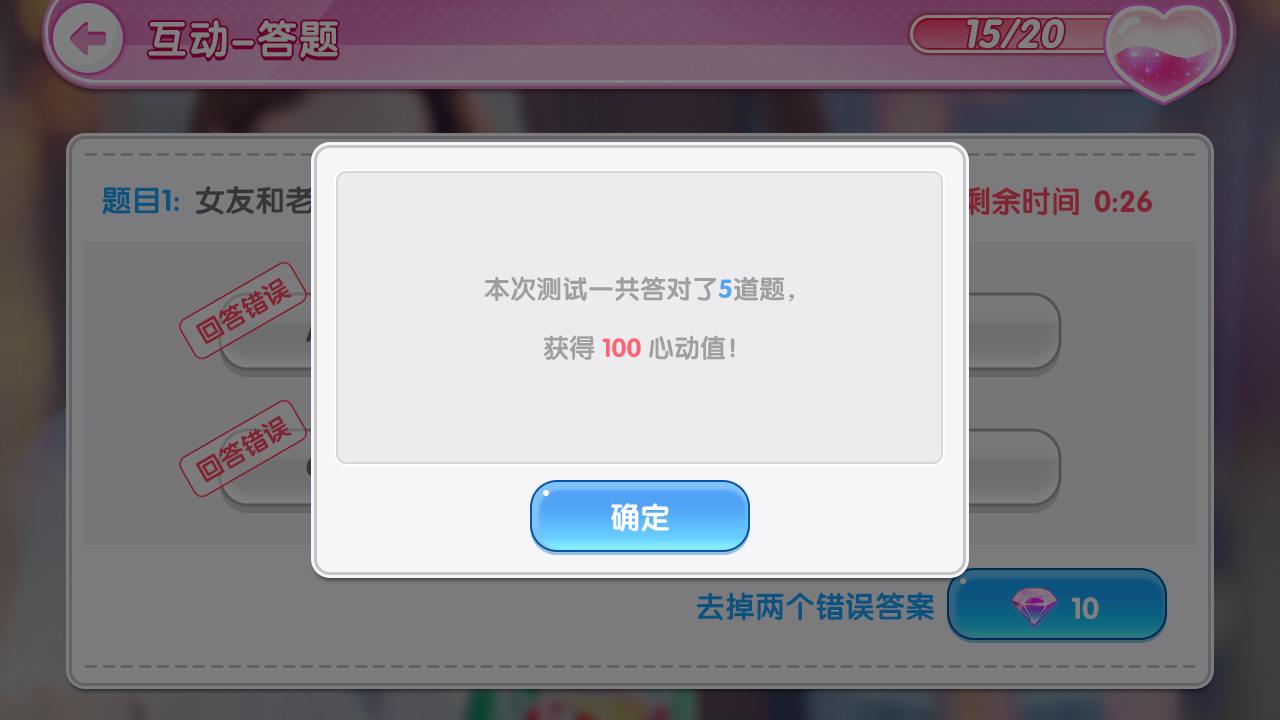 互动-答题
15/20
题目1: 女友和老
剩余时间 0:26
回答错误
回答错误
本次测试一共答对了5道题，
获得 100 心动值！
确定
去掉两个错误答案
10